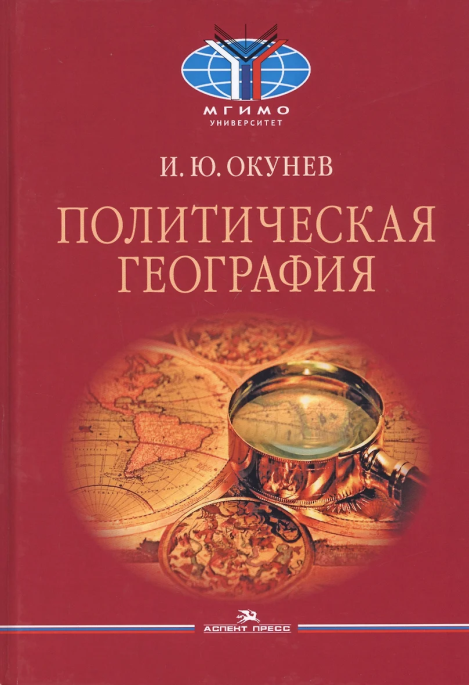 МГИМО
УНИВЕРСИТЕТ
И. Ю. ОКУНЕВ
ПОЛИТИЧЕСКАЯ
ГЕОГРАФИЯ
АСПЕКТ ПРЕСС